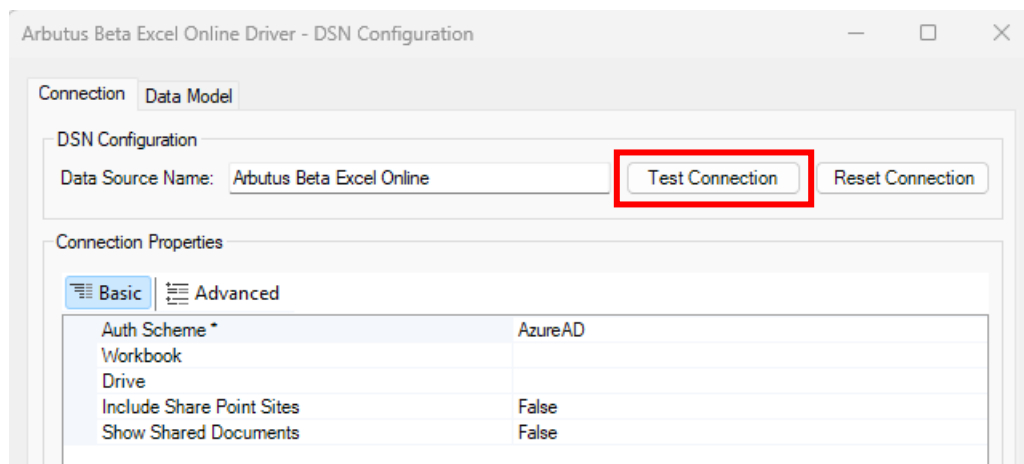 Arbutus Beta Excel Online Driver - DSN Configuration
Connection Data Model
DSN Configuration
Data Source Name: Arbutus Beta Excel Online Test Connection Reset Connection
Connection Properties
Basic Advanced
Auth Scheme * AzureAD
Workbook
Drive
Include Share Point Sites False
Show Shared Documents False